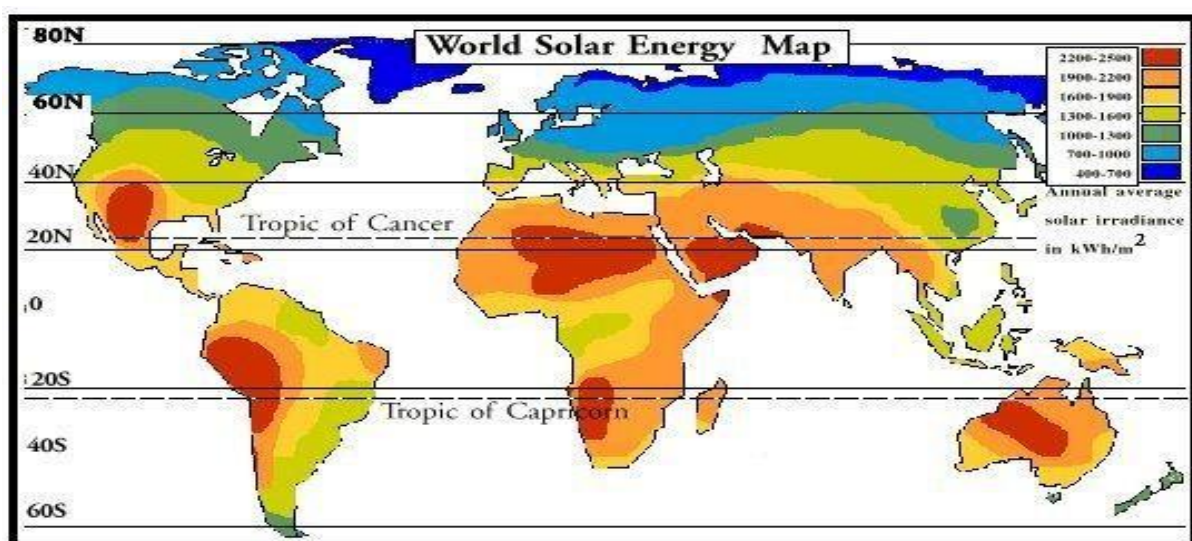 80N
World Solar Energy Map
2200-2500
1900-2200
1600-1900
1300-1600
1000-1300
700-1000
400-700
Annual average
solar irradiance
in kWh/m²
60N
40N
Tropic of Cancer
20N
0
20S
Tropic of Capricorn
40S
60S